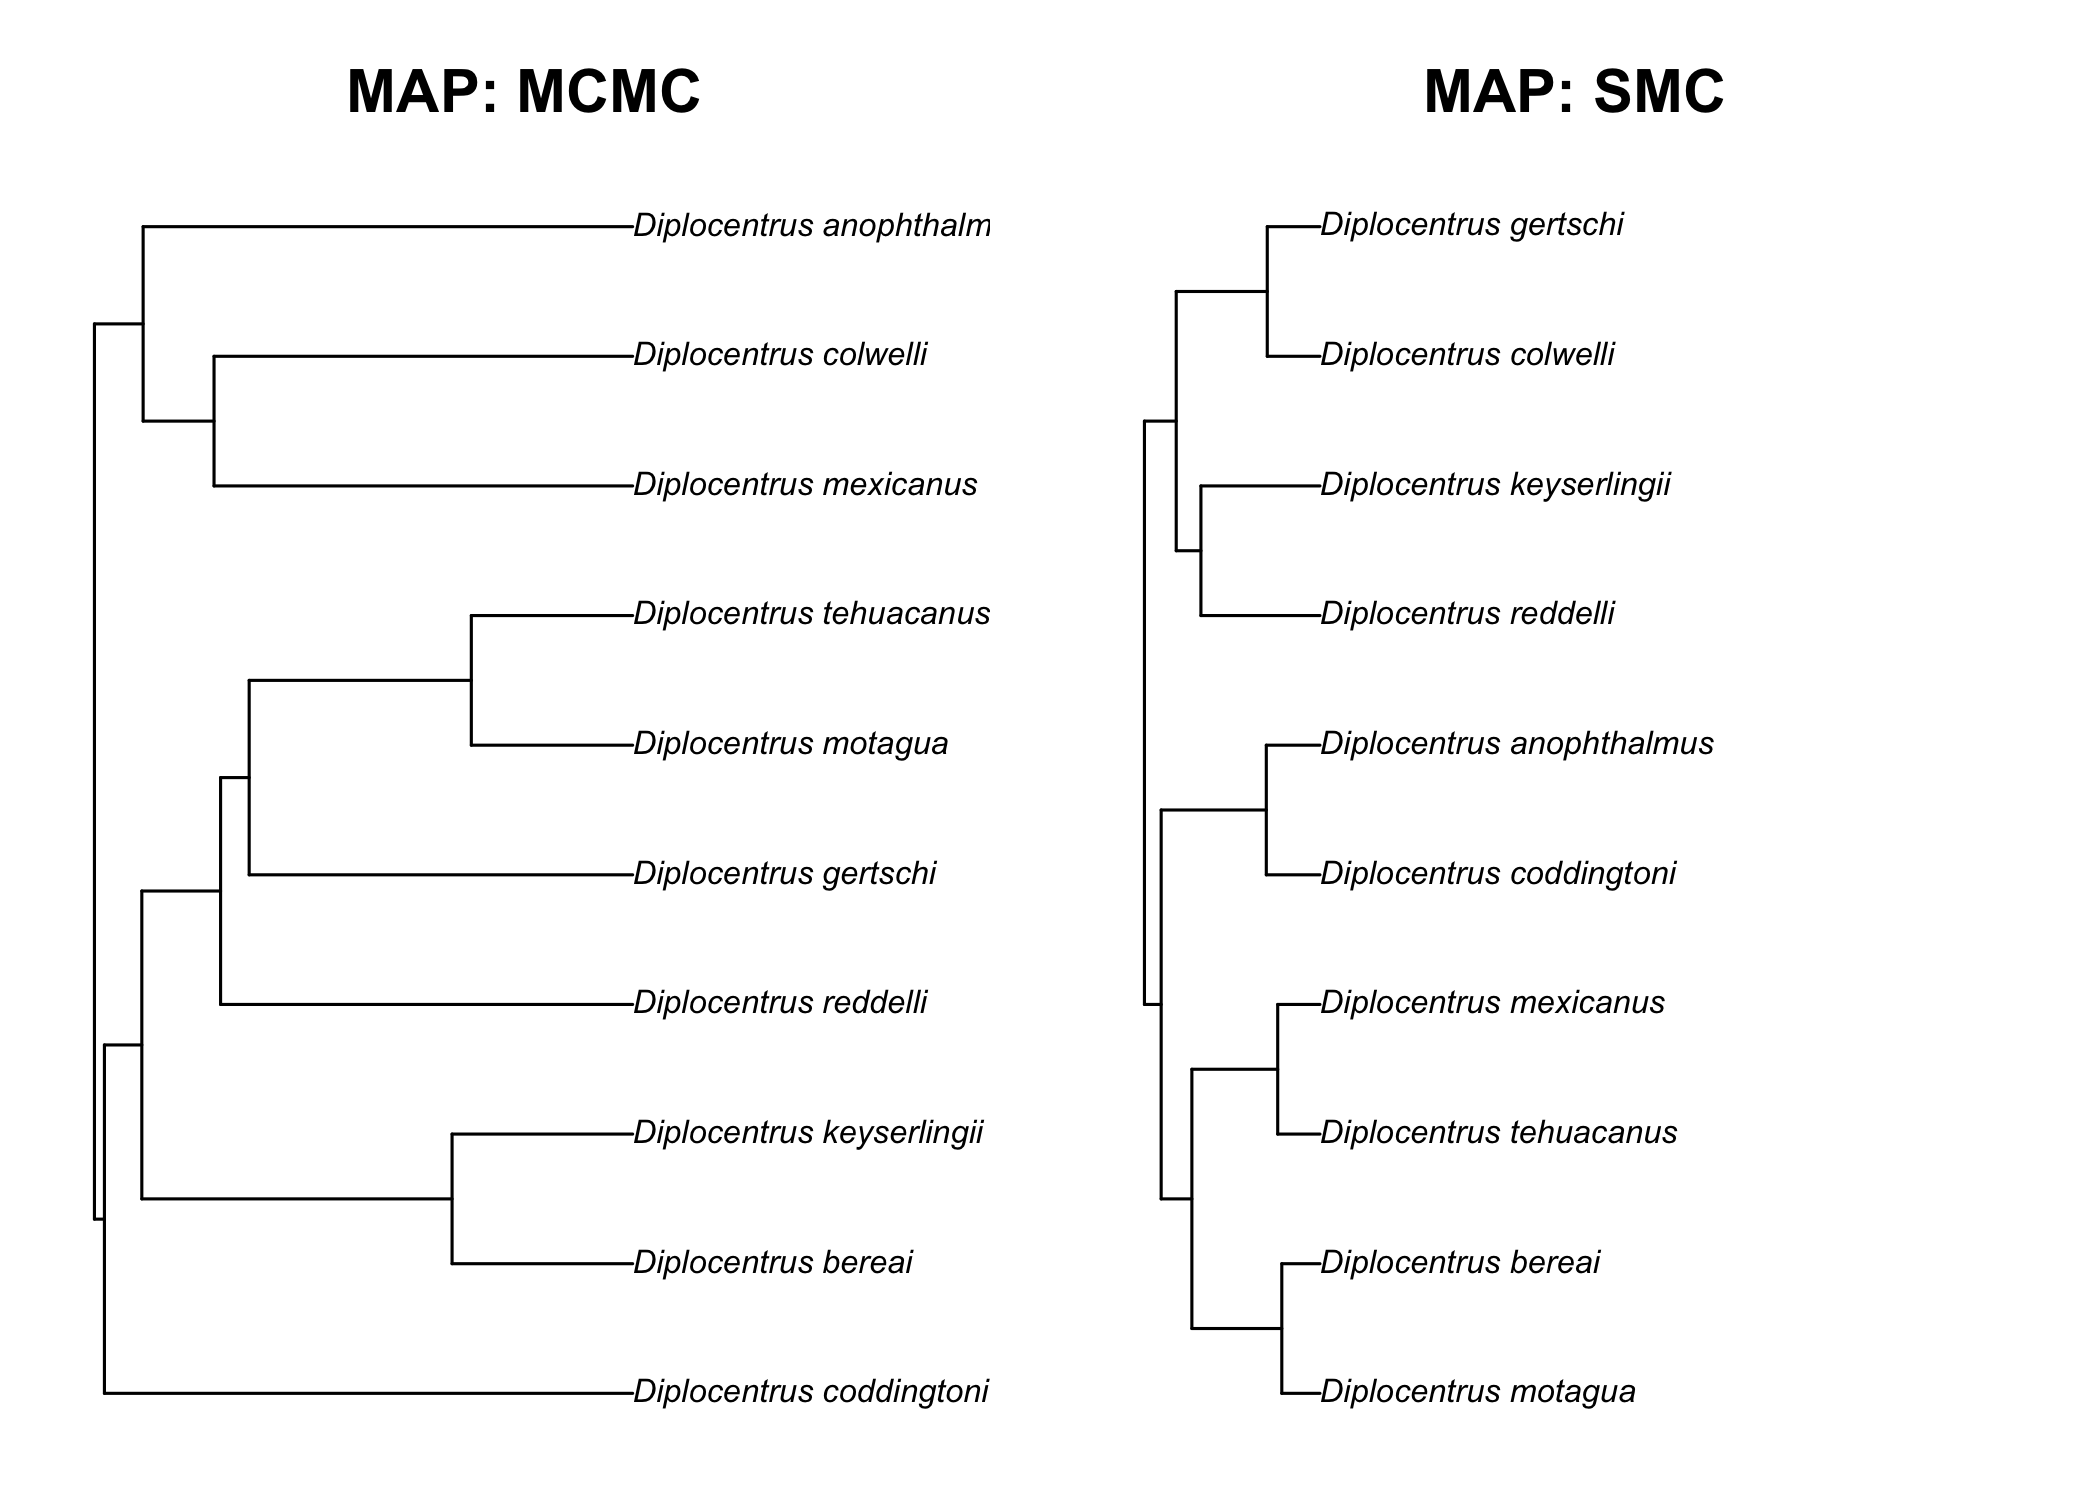 MAP: MCMC
Diplocentrus anophthalm
Diplocentrus colwelli
Diplocentrus mexicanus
Diplocentrus tehuacanus
Diplocentrus motagua
Diplocentrus gertschi
Diplocentrus reddelli
Diplocentrus keyserlingii
Diplocentrus bereai
Diplocentrus coddingtoni
MAP: SMC
Diplocentrus gertschi
Diplocentrus colwelli
Diplocentrus keyserlingii
Diplocentrus reddelli
Diplocentrus anophthalmus
Diplocentrus coddingtoni
Diplocentrus mexicanus
Diplocentrus tehuacanus
Diplocentrus bereai
Diplocentrus motagua